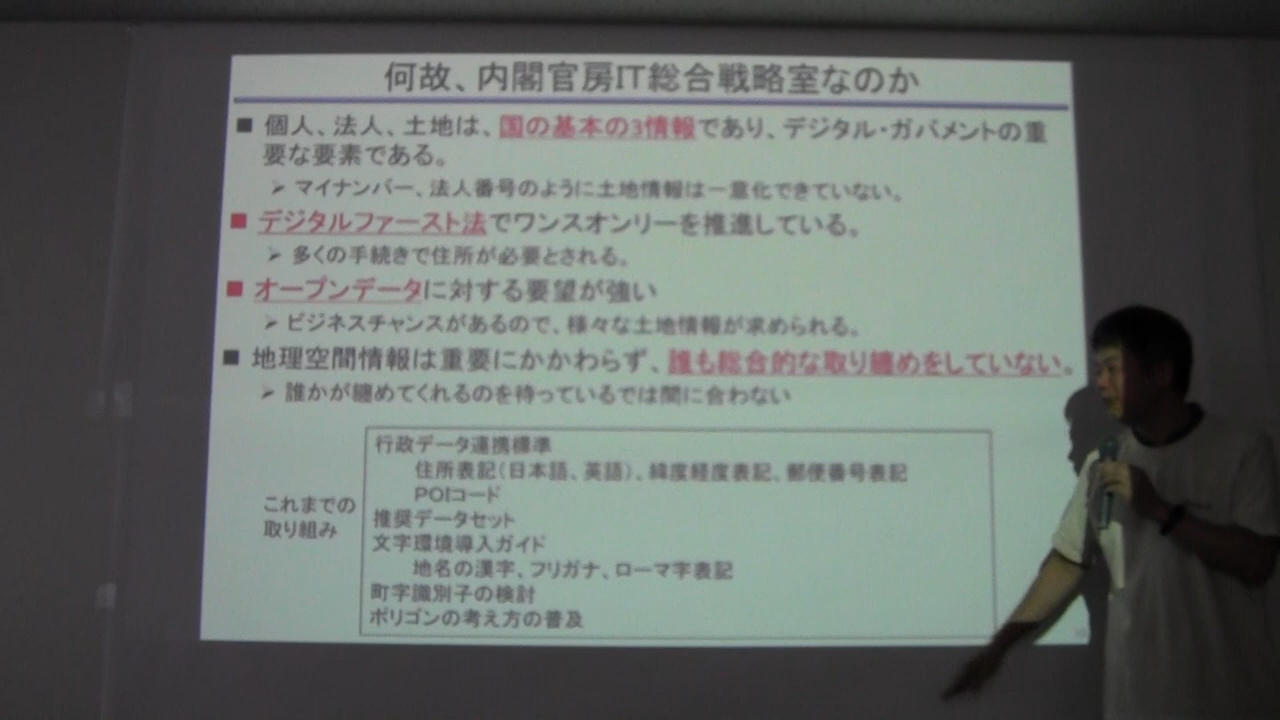 何故、内閣官房IT総合戦略室なのか
■ 個人、法人、土地は、国の基本の3情報であり、デジタル・ガバメントの重
要な要素である。
➢ マイナンバー、法人番号のように土地情報は一意化できていない。
■ デジタルファースト法でワンスオンリーを推進している。
➢ 多くの手続きで住所が必要とされる。
■ オープンデータに対する要望が強い
➢ ビジネスチャンスがあるので、様々な土地情報が求められる。
■ 地理空間情報は重要にかかわらず、誰も総合的な取り纏めをしていない。
➢ 誰かが纏めてくれるのを待っているでは間に合わない
これまでの
取り組み
行政データ連携標準
住所表記(日本語、英語)、緯度経度表記、郵便番号表記
POIコード
推奨データセット
文字環境導入ガイド
地名の漢字、フリガナ、ローマ字表記
町字識別子の検討
ポリゴンの考え方の普及